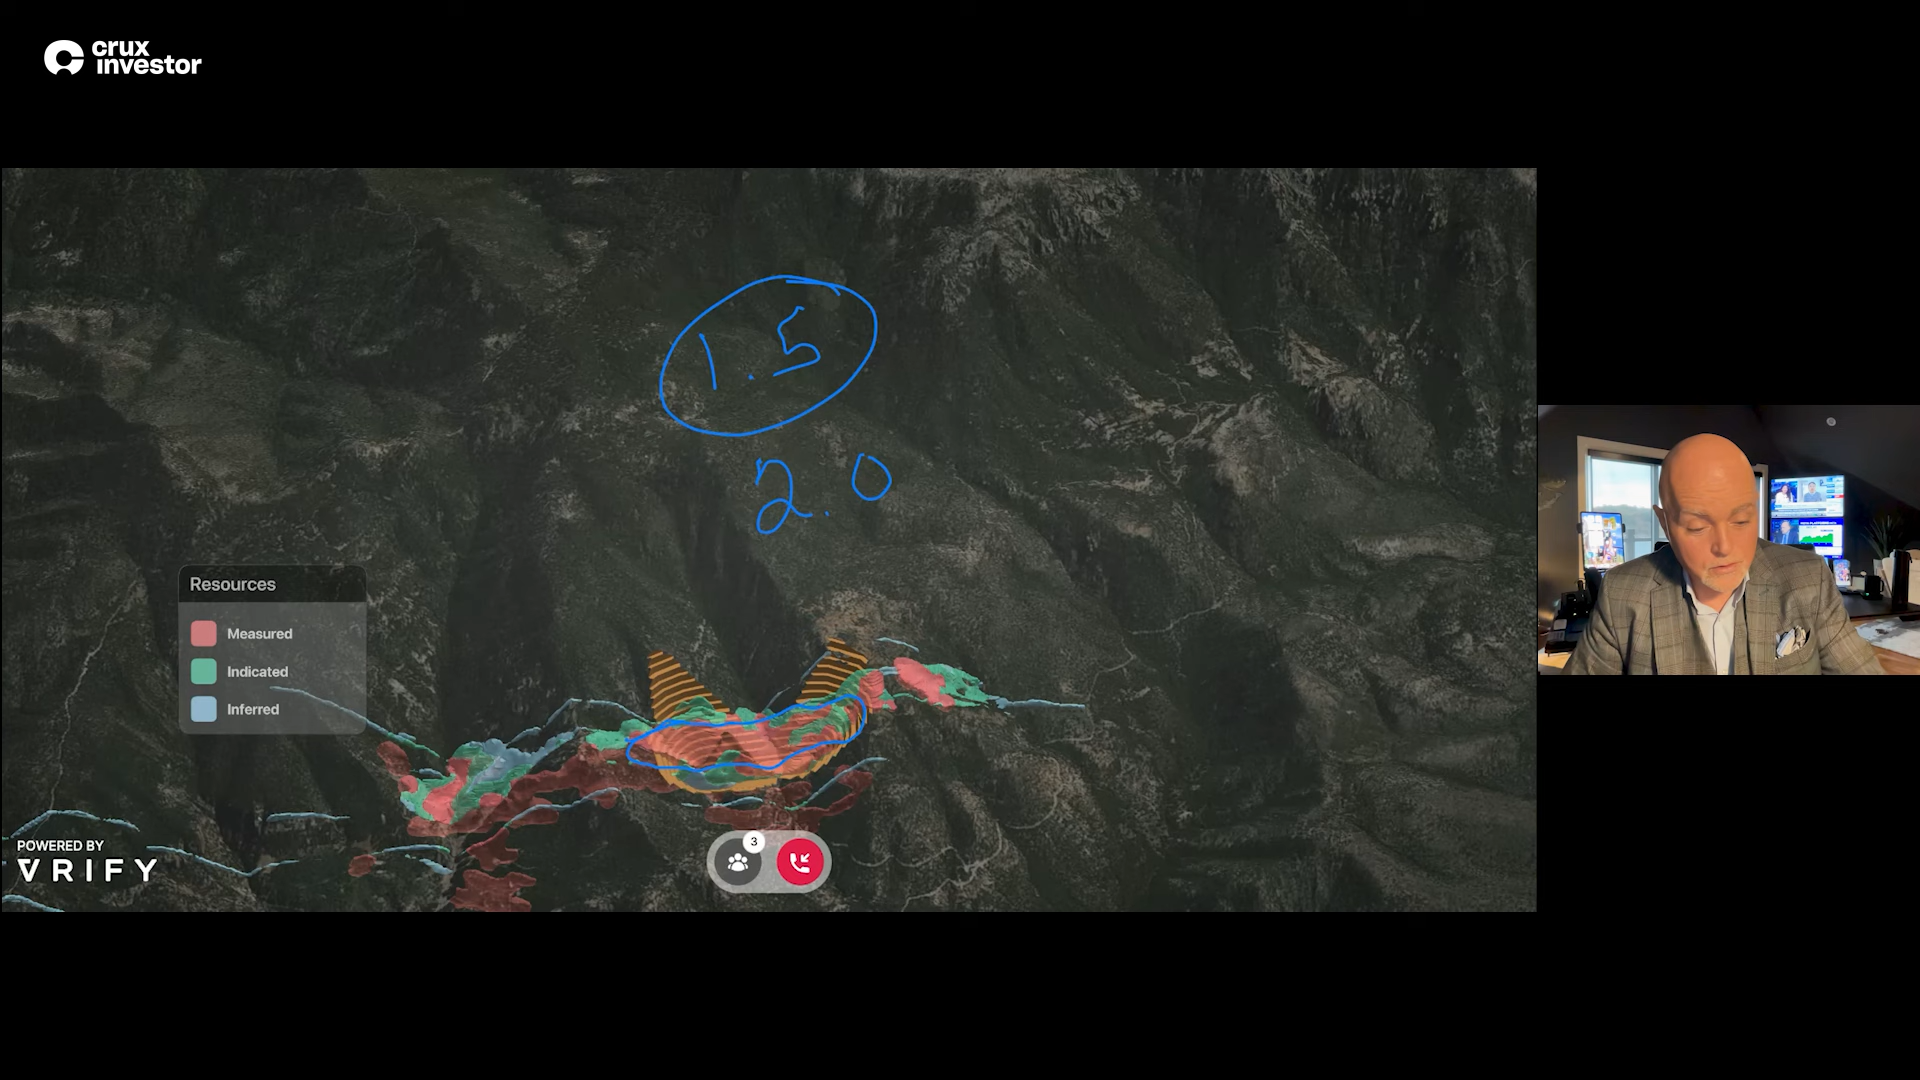 crux
investor
1.5
2.0
Resources
Measured
Indicated
Inferred
POWERED BY
VRIFY
3